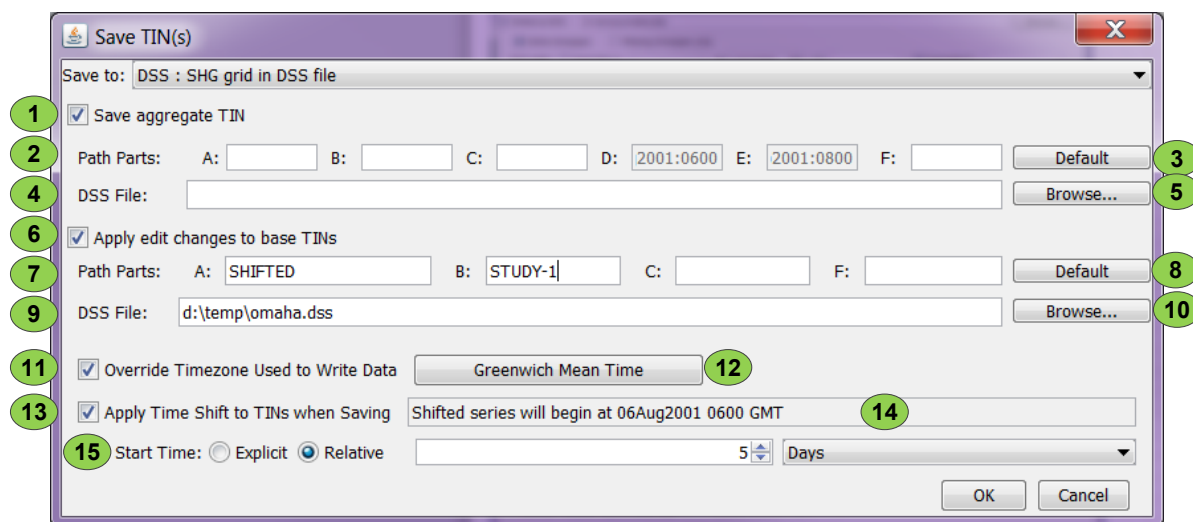 Save TIN(s)
Save to: DSS : SHG grid in DSS file
1 Save aggregate TIN
2 Path Parts: A: B: C: D: 2001:0600 E: 2001:0800 F: Default 3
4 DSS File: Browse... 5
6 Apply edit changes to base TINs
7 Path Parts: A: SHIFTED B: STUDY-1 C: F: Default 8
9 DSS File: d:\temp\omaha.dss Browse... 10
11 Override Timezone Used to Write Data Greenwich Mean Time 12
13 Apply Time Shift to TINs when Saving Shifted series will begin at 06Aug2001 0600 GMT 14
15 Start Time: Explicit Relative 5 Days
OK Cancel